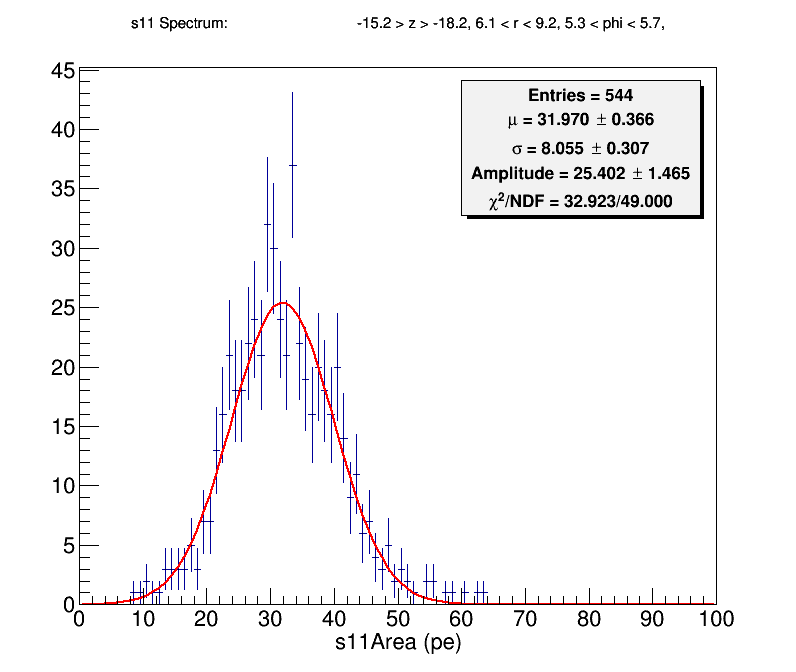 s11 Spectrum: -15.2 > z > -18.2, 6.1 < r < 9.2, 5.3 < phi < 5.7,
Entries = 544
μ = 31.970 ± 0.366
σ = 8.055 ± 0.307
Amplitude = 25.402 ± 1.465
χ²/NDF = 32.923/49.000
45
40
35
30
25
20
15
10
5
0
0 10 20 30 40 50 60 70 80 90 100
s11Area (pe)